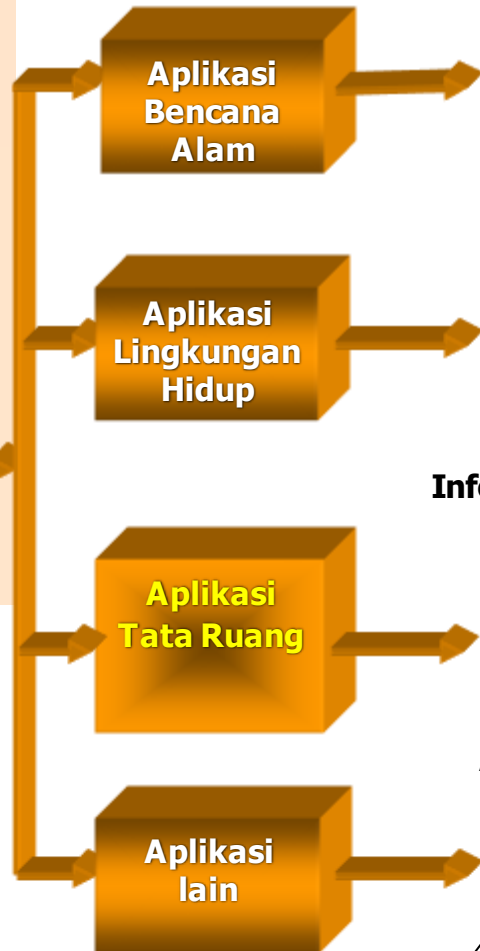 Aplikasi
Bencana
Alam
Aplikasi
Lingkungan
Hidup
Aplikasi
Tata Ruang
Aplikasi
lain